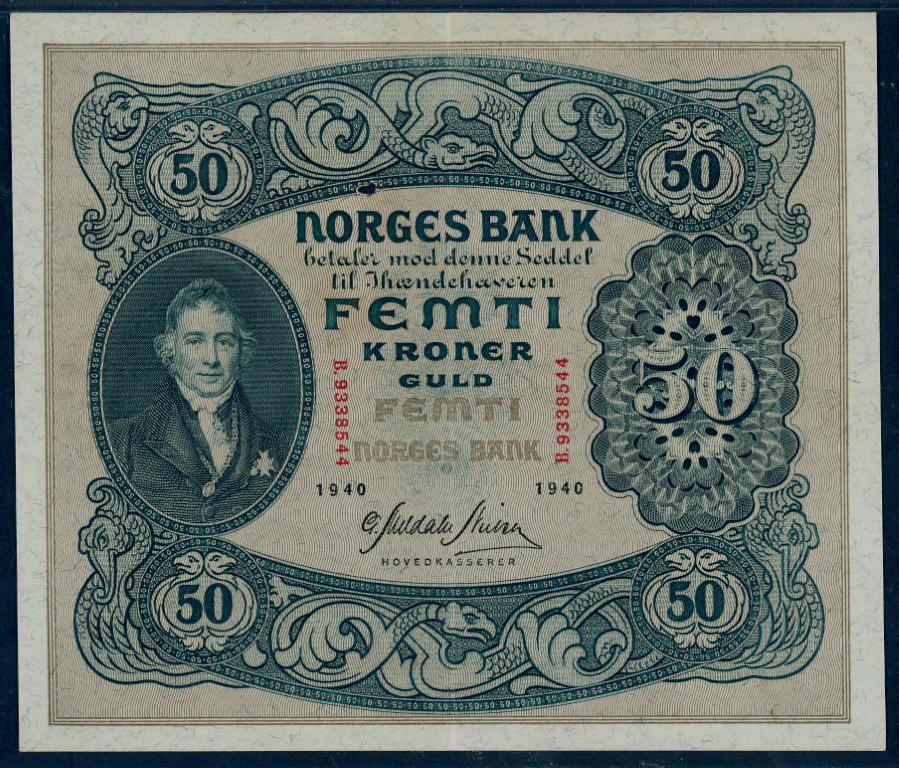 50 50
NORGES BANK
betaler mod denne Seddel
til Ihændehaveren
FEMTI
KRONER
GULD
FEMTI
NORGES BANK
B.9338544 B.9338544
50
1940 1940
HOVEDKASSERER
50 50